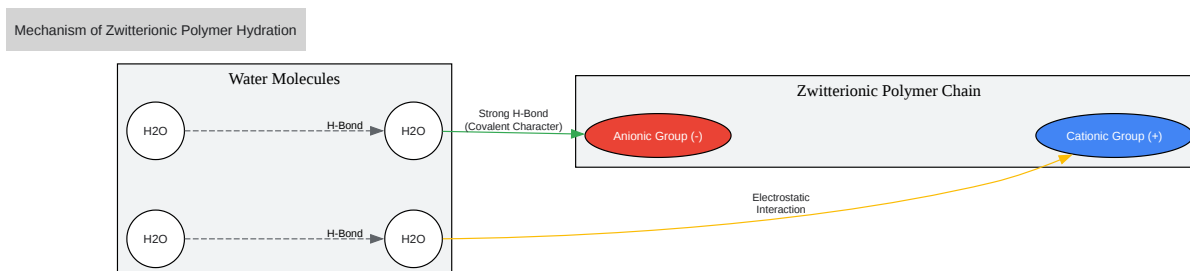 Mechanism of Zwitterionic Polymer Hydration
Water Molecules
Zwitterionic Polymer Chain
H2O
H-Bond
H2O
Strong H-Bond
(Covalent Character)
Anionic Group (-)
Cationic Group (+)
H2O
H-Bond
H2O
Electrostatic
Interaction